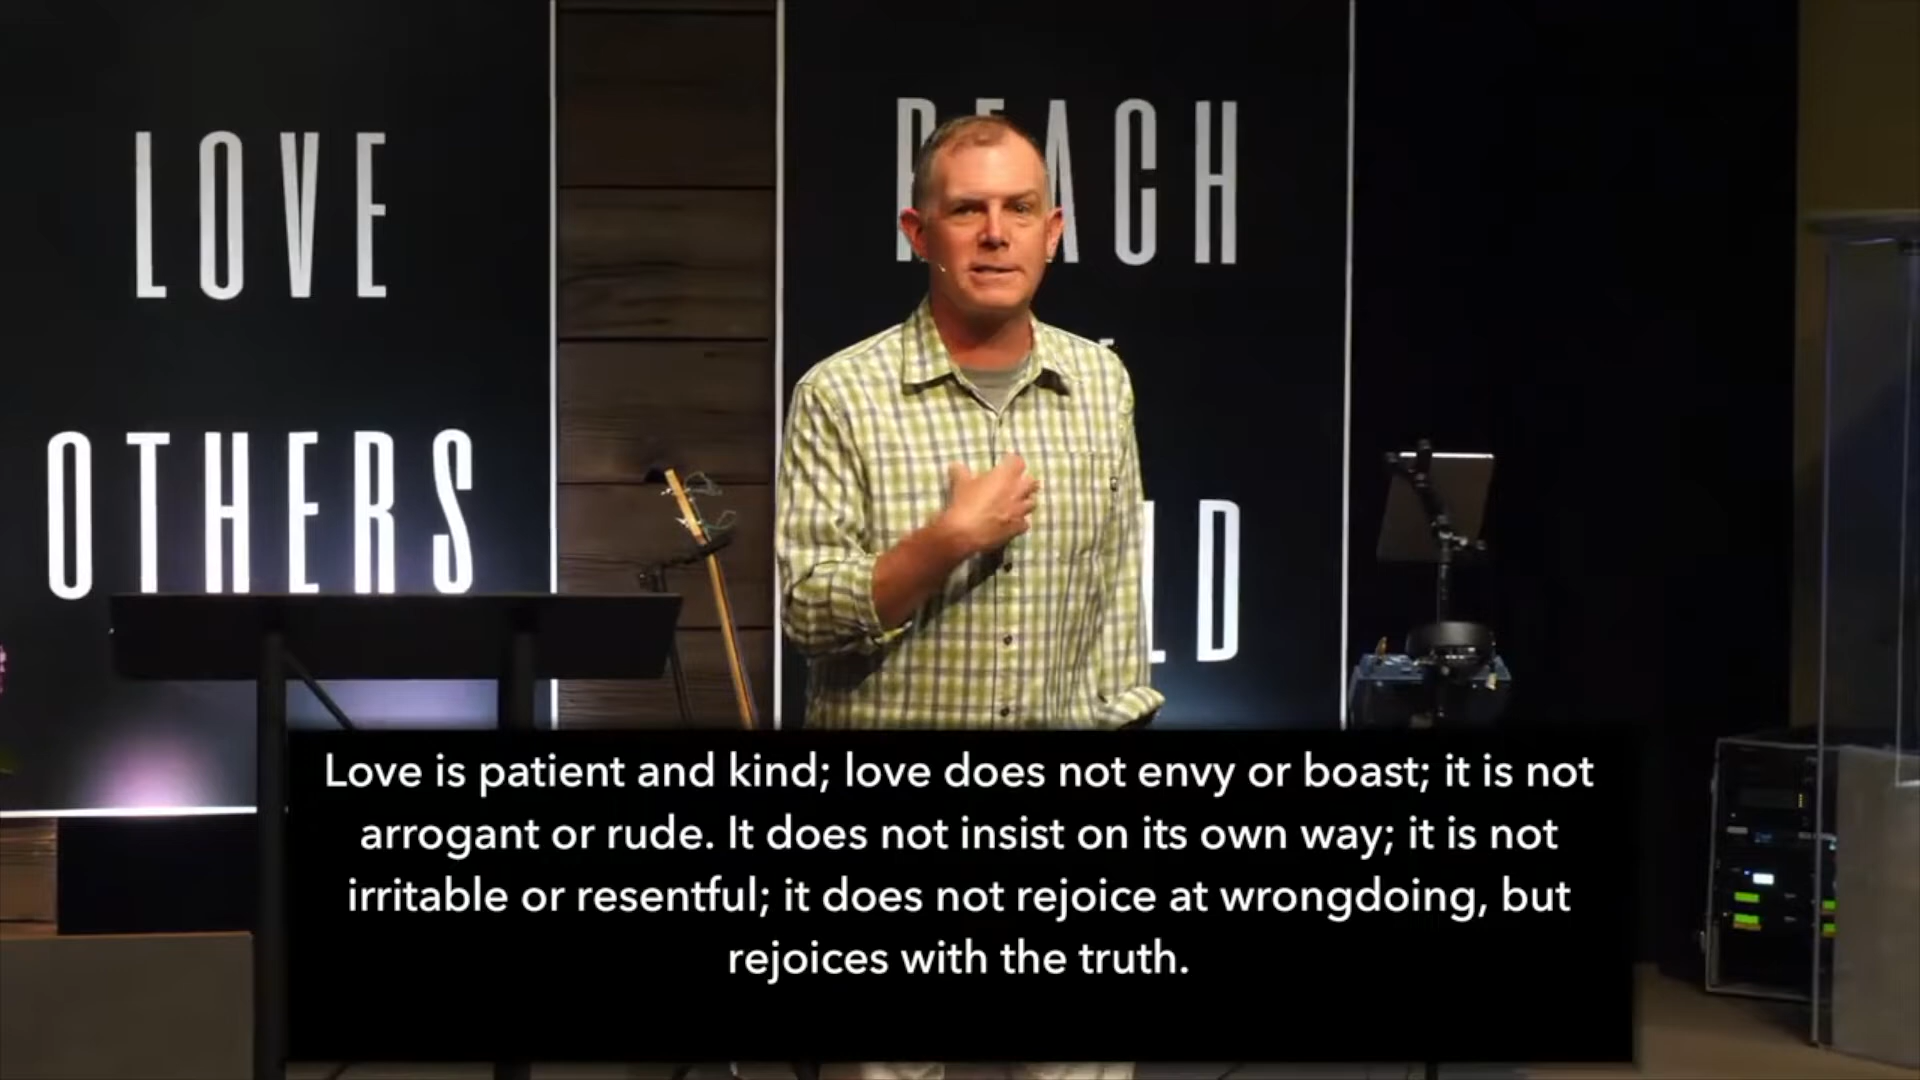 LOVE
OTHERS
REACH
LD
Love is patient and kind; love does not envy or boast; it is not
arrogant or rude. It does not insist on its own way; it is not
irritable or resentful; it does not rejoice at wrongdoing, but
rejoices with the truth.